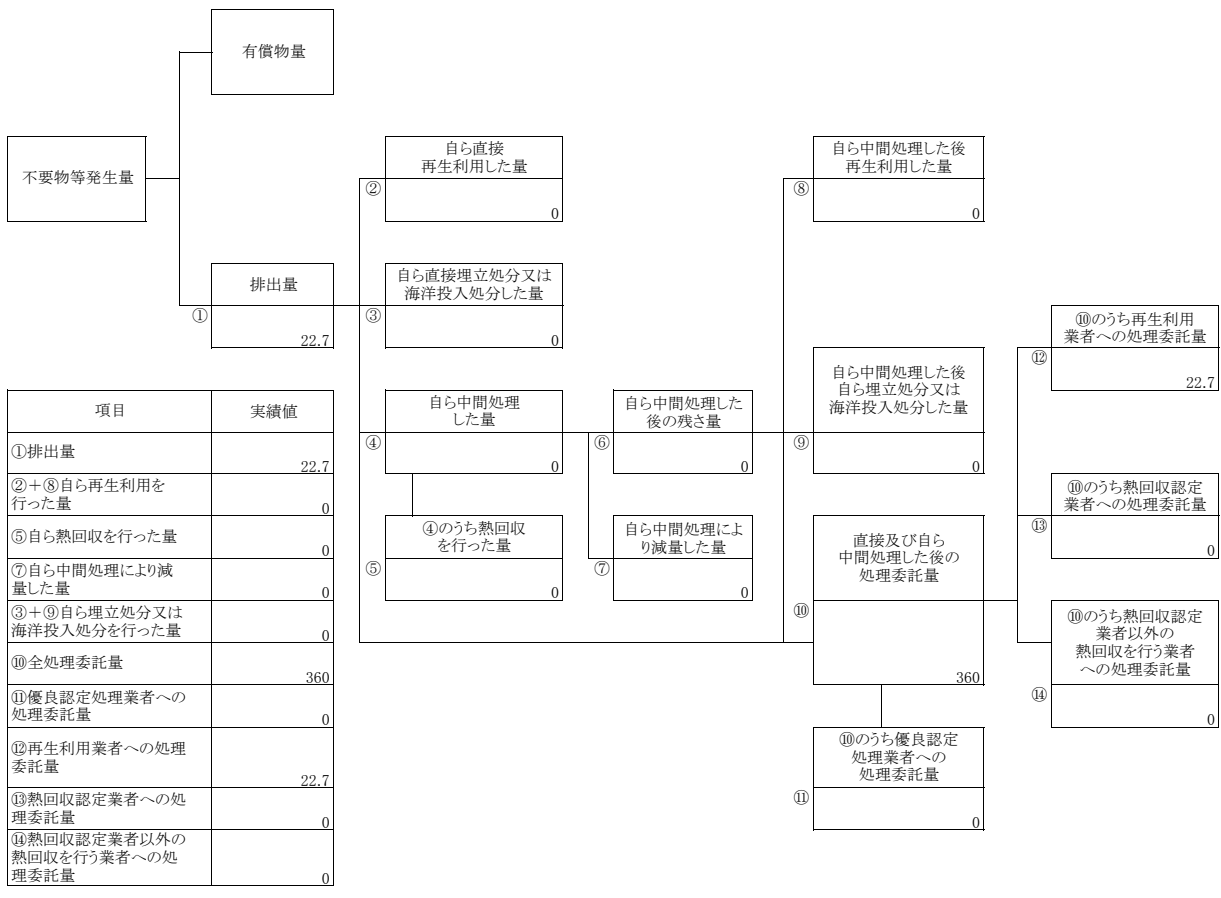 有償物量
不要物等発生量
自ら直接
再生利用した量
②
0
自ら中間処理した後
再生利用した量
⑧
0
排出量
①
22.7
自ら直接埋立処分又は
海洋投入処分した量
③
0
⑩のうち再生利用
業者への処理委託量
⑫
22.7
自ら中間処理
した量
④
0
自ら中間処理した
後の残さ量
⑥
0
自ら中間処理した後
自ら埋立処分又は
海洋投入処分した量
⑨
0
⑩のうち熱回収認定
業者への処理委託量
⑬
0
④のうち熱回収
を行った量
⑤
0
自ら中間処理によ
り減量した量
⑦
0
直接及び自ら
中間処理した後の
処理委託量
⑩
360
⑩のうち熱回収認定
業者以外の
熱回収を行う業者
への処理委託量
⑭
0
⑩のうち優良認定
処理業者への
処理委託量
⑪
0
項目 実績値
①排出量
22.7
②＋⑧自ら再生利用を
行った量
0
⑤自ら熱回収を行った量
0
⑦自ら中間処理により減
量した量
0
③＋⑨自ら埋立処分又は
海洋投入処分を行った量
0
⑩全処理委託量
360
⑪優良認定処理業者への
処理委託量
0
⑫再生利用業者への処理
委託量
22.7
⑬熱回収認定業者への処
理委託量
0
⑭熱回収認定業者以外の
熱回収を行う業者への処
理委託量
0